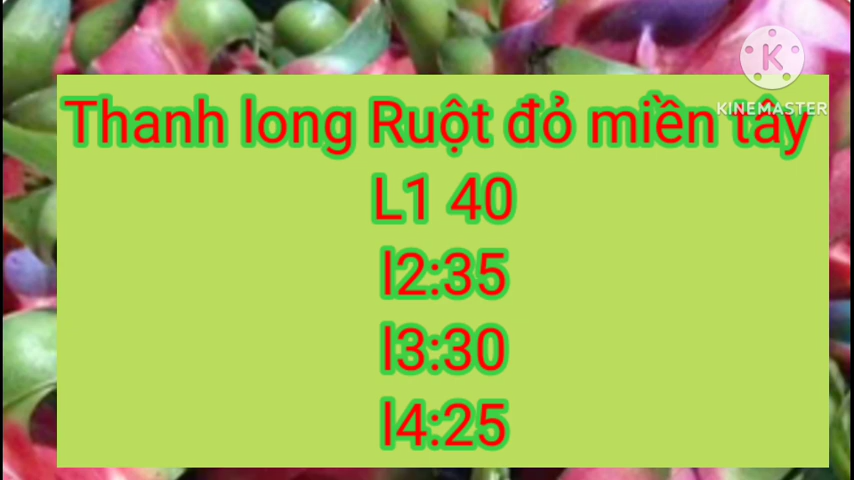 K
KINEMASTER
Thanh long Ruột đỏ miền tây
L1 40
l2:35
l3:30
l4:25